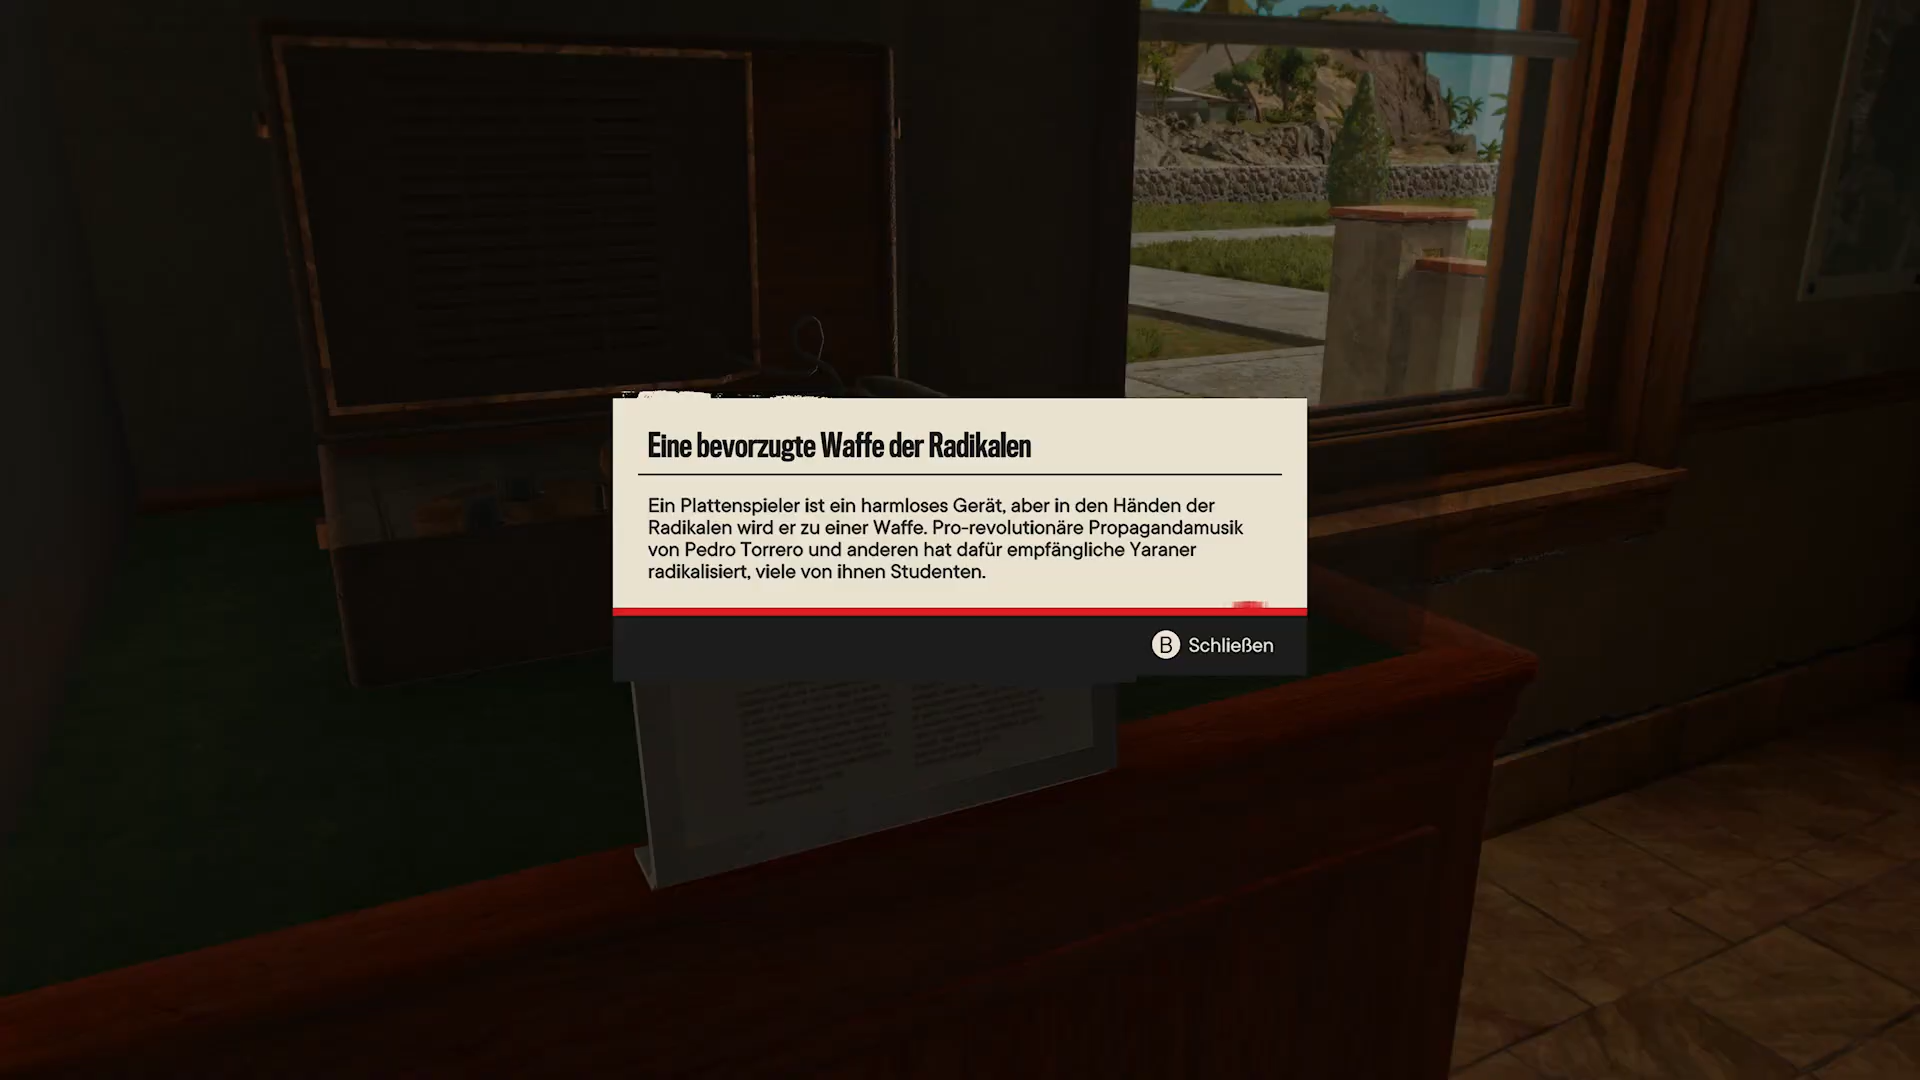 Eine bevorzugte Waffe der Radikalen
Ein Plattenspieler ist ein harmloses Gerät, aber in den Händen der
Radikalen wird er zu einer Waffe. Pro-revolutionäre Propagandamusik
von Pedro Torrero und anderen hat dafür empfängliche Yaraner
radikalisiert, viele von ihnen Studenten.
B Schließen